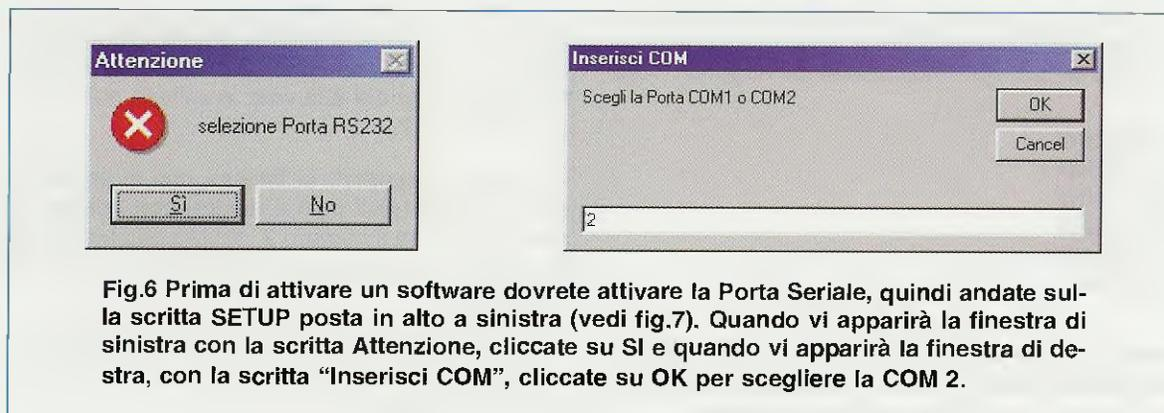 Attenzione
selezione Porta RS232
Sì
No
Inserisci COM
Scegli la Porta COM1 o COM2
OK
Cancel
2
Fig.6 Prima di attivare un software dovrete attivare la Porta Seriale, quindi andate sul-
la scritta SETUP posta in alto a sinistra (vedi fig.7). Quando vi apparirà la finestra di
sinistra con la scritta Attenzione, cliccate su SI e quando vi apparirà la finestra di de-
stra, con la scritta “Inserisci COM”, cliccate su OK per scegliere la COM 2.